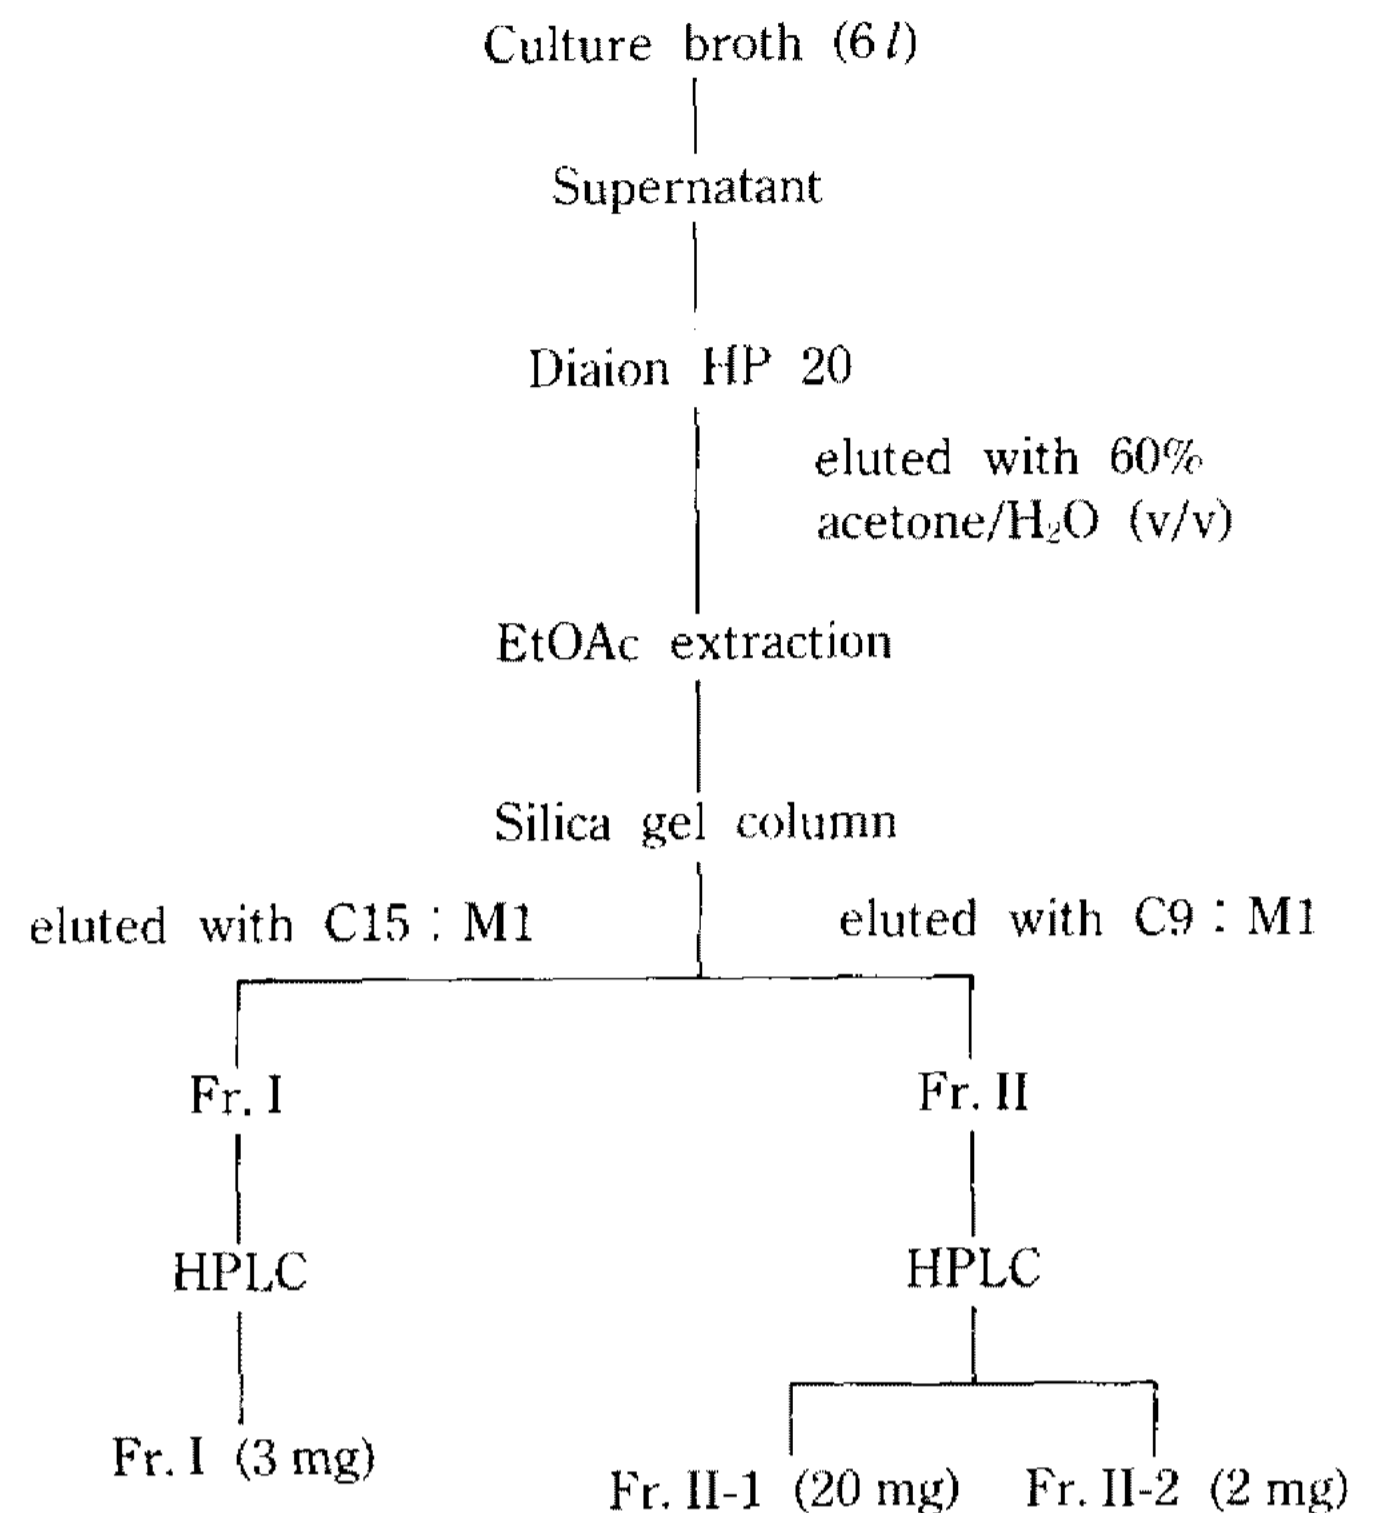 Culture broth (6 l)
Supernatant
Diaion HP 20
eluted with 60%
acetone/H₂O (v/v)
EtOAc extraction
Silica gel column
eluted with C15 : M1
eluted with C9 : M1
Fr. I
Fr. II
HPLC
HPLC
Fr. I (3 mg)
Fr. II-1 (20 mg)
Fr. II-2 (2 mg)